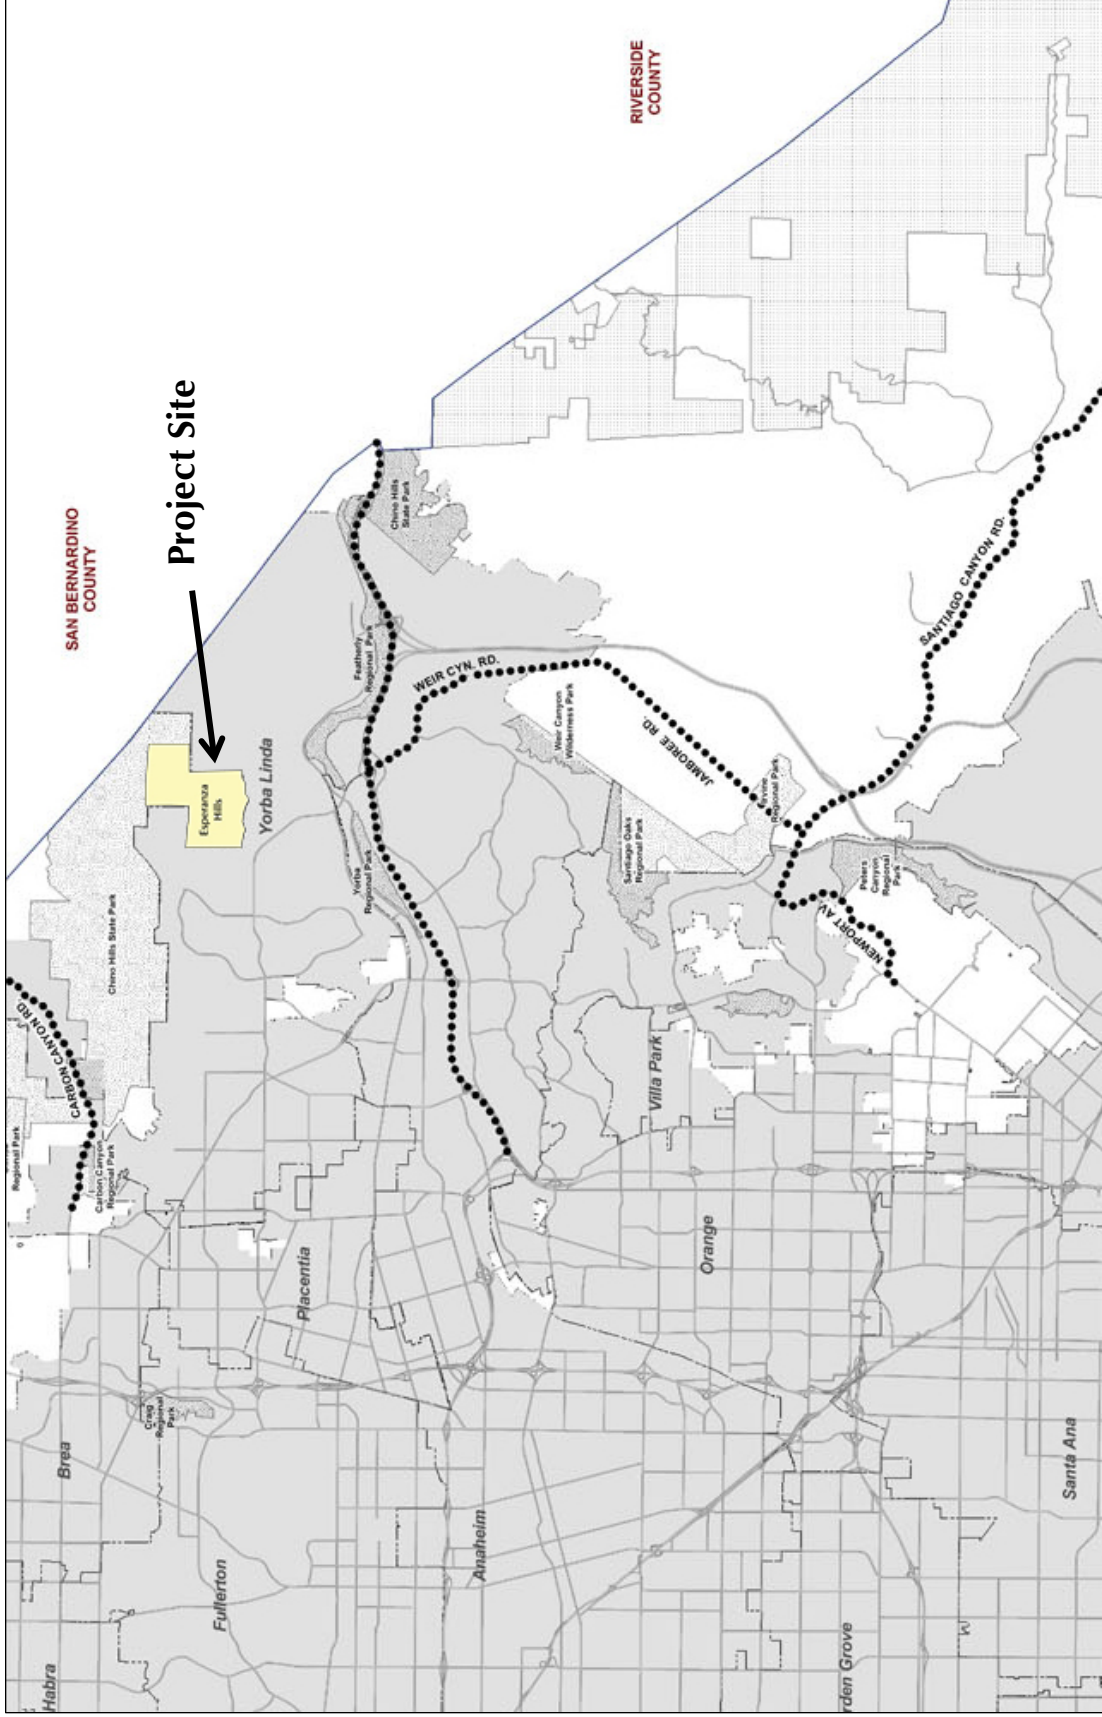 SAN BERNARDINO
COUNTY
RIVERSIDE
COUNTY
Project Site
Esperanza
Hills
Yorba Linda
Chino Hills State Park
CARBON CANYON RD.
Regional Park
Carbon Canyon
Regional Park
Chino Hills
State Park
Featherly
Regional Park
Yorba
Regional Park
WEIR CYN. RD.
Weir Canyon
Wilderness Park
JAMBOREE RD.
Santiago Oaks
Regional Park
Irvine
Regional Park
SANTIAGO CANYON RD.
Peters
Canyon
Regional
Park
NEWPORT AV.
Villa Park
Orange
Placentia
Craig
Regional
Park
Brea
Anaheim
Fullerton
Santa Ana
Habra
rden Grove